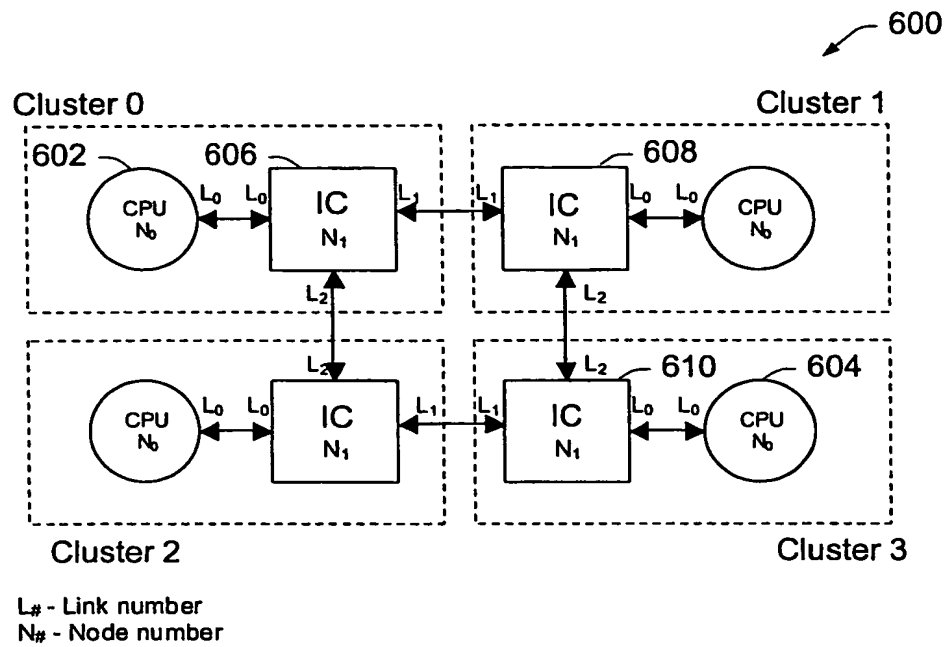 600
Cluster 0
Cluster 1
602
606
608
CPU
N₀
L₀
L₀
IC
N₁
L₁
L₁
IC
N₁
L₀
L₀
CPU
N₀
L₂
L₂
L₂
L₂
610
604
CPU
N₀
L₀
L₀
IC
N₁
L₁
L₁
IC
N₁
L₀
L₀
CPU
N₀
Cluster 2
Cluster 3
L# - Link number
N# - Node number